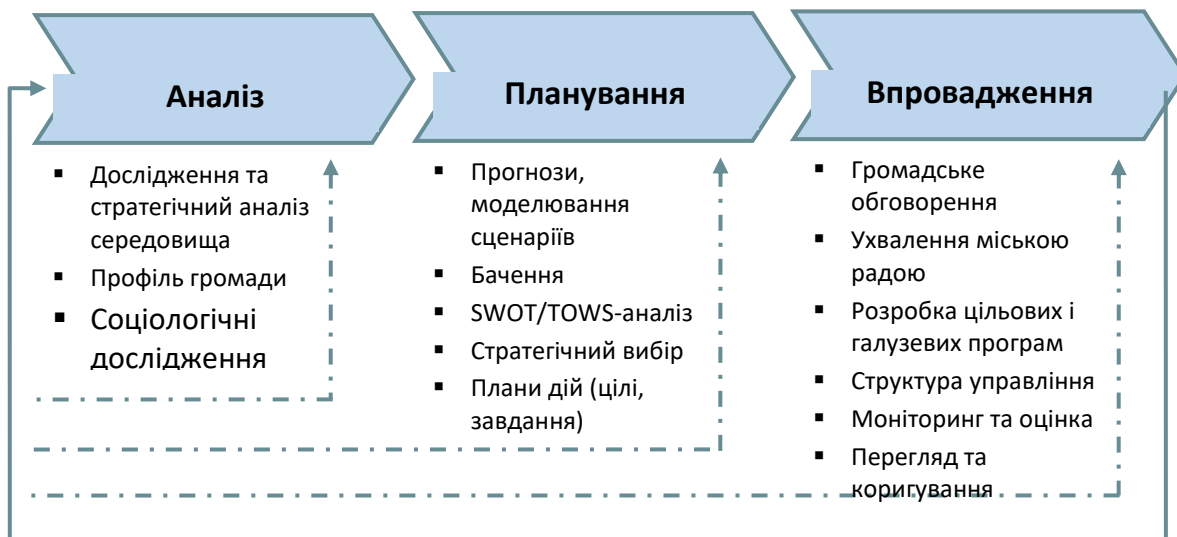 Аналіз
Дослідження та
стратегічний аналіз
середовища
Профіль громади
Соціологічні
дослідження
Планування
Прогнози,
моделювання
сценаріїв
Бачення
SWOT/TOWS-аналіз
Стратегічний вибір
Плани дій (цілі,
завдання)
Впровадження
Громадське
обговорення
Ухвалення міською
радою
Розробка цільових і
галузевих програм
Структура управління
Моніторинг та оцінка
Перегляд та
коригування